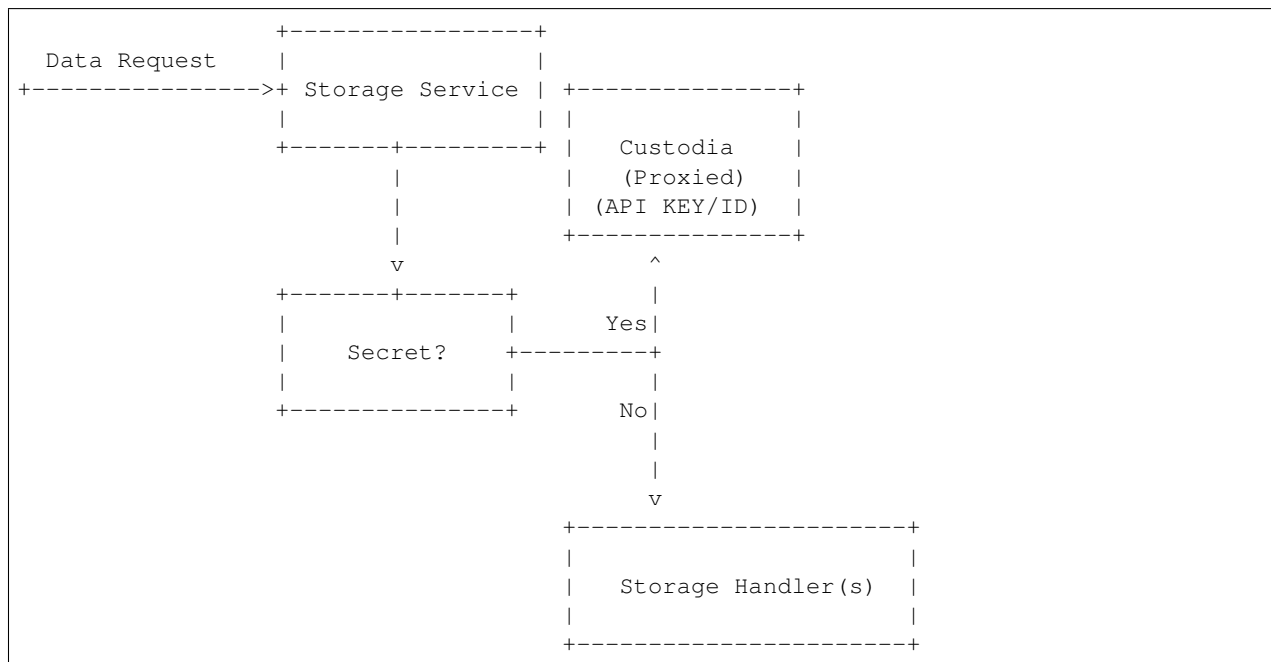 Data Request
Storage Service
Custodia
(Proxied)
(API KEY/ID)
Yes
Secret?
No
Storage Handler(s)